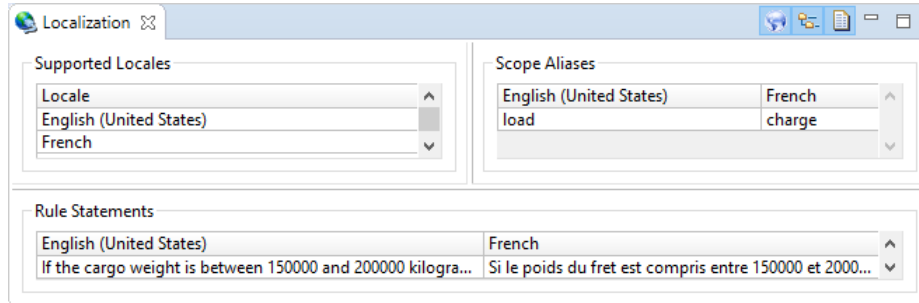 Localization
Supported Locales
Locale
English (United States)
French
Scope Aliases
English (United States) French
load charge
Rule Statements
English (United States) French
If the cargo weight is between 150000 and 200000 kilogra... Si le poids du fret est compris entre 150000 et 2000...